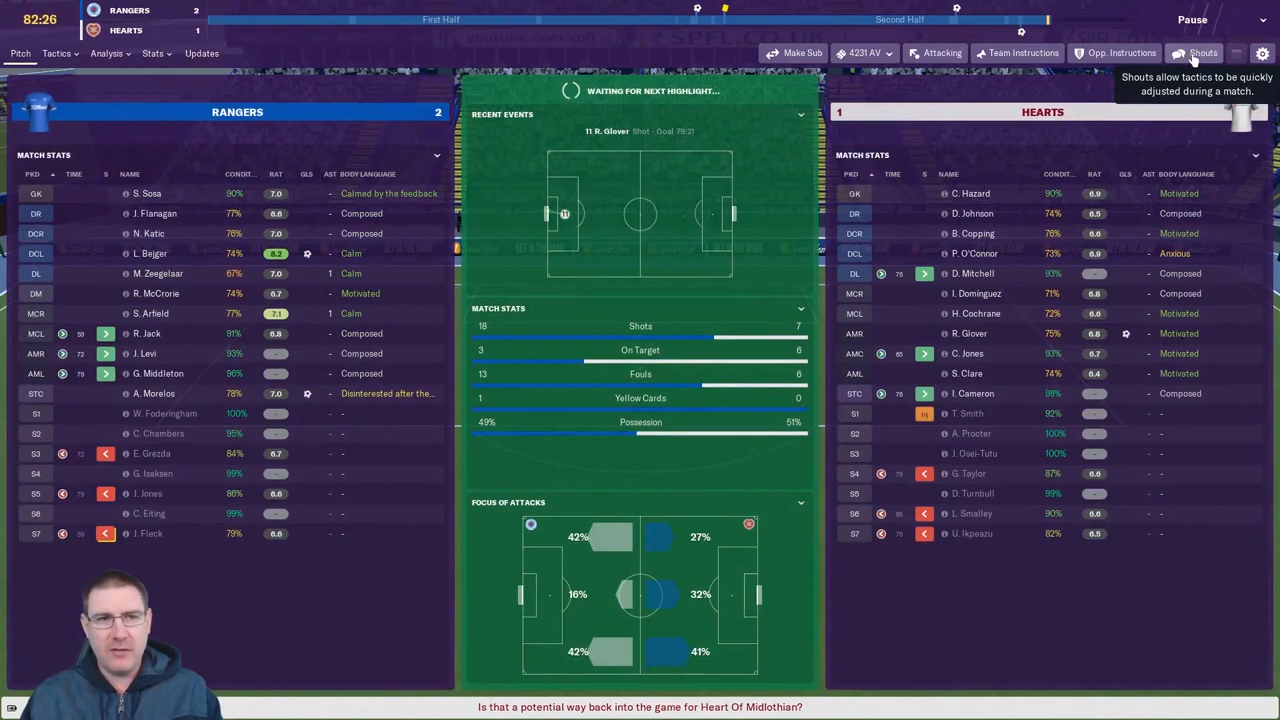 82:26
RANGERS 2
HEARTS 1
First Half Second Half
Pause
Pitch Tactics Analysis Stats Updates
Make Sub 4231 AV Attacking Team Instructions Opp. Instructions Shouts
Shouts allow tactics to be quickly
adjusted during a match.
RANGERS 2
MATCH STATS
PKD TIME S NAME CONDIT... RAT GLS AST BODY LANGUAGE
GK S. Sosa 90% 7.0 - Calmed by the feedback
DR J. Flanagan 77% 6.6 - Composed
DCR N. Katic 76% 7.0 - Composed
DCL L. Bejger 74% 8.2 - Calm
DL M. Zeegelaar 67% 7.0 1 Calm
DM R. McCrorie 74% 6.7 - Motivated
MCR S. Arfield 77% 7.1 1 Calm
MCL 59 R. Jack 91% 6.8 - Composed
AMR 72 J. Levi 93% - - Composed
AML 79 G. Middleton 96% - - Composed
STC A. Morelos 78% 7.0 - Disinterested after the...
S1 W. Foderingham 100% - - -
S2 C. Chambers 95% - - -
S3 72 E. Grezda 84% 6.7 - -
S4 G. Isaksen 99% - - -
S5 79 J. Jones 86% 6.6 - -
S6 C. Eiting 99% - - -
S7 59 J. Fleck 79% 6.6 - -
WAITING FOR NEXT HIGHLIGHT...
RECENT EVENTS
11 R. Glover Shot - Goal 79:21
11
MATCH STATS
18 Shots 7
3 On Target 6
13 Fouls 6
1 Yellow Cards 0
49% Possession 51%
FOCUS OF ATTACKS
42% 27%
16% 32%
42% 41%
1 HEARTS
MATCH STATS
PKD TIME S NAME CONDIT... RAT GLS AST BODY LANGUAGE
GK C. Hazard 90% 6.9 - Motivated
DR D. Johnson 74% 6.5 - Composed
DCR B. Copping 76% 6.6 - Motivated
DCL P. O'Connor 73% 6.9 - Anxious
DL 76 D. Mitchell 93% - - Composed
MCR I. Domínguez 71% 6.8 - Composed
MCL H. Cochrane 72% 6.6 - Motivated
AMR R. Glover 75% 6.8 - Motivated
AMC 65 C. Jones 93% 6.7 - Motivated
AML S. Clare 74% 6.4 - Motivated
STC 76 I. Cameron 98% - - Composed
S1 Inj T. Smith 92% - - -
S2 A. Procter 100% - - -
S3 J. Osei-Tutu 100% - - -
S4 76 G. Taylor 87% 6.6 - -
S5 D. Turnbull 99% - - -
S6 65 L. Smalley 90% 6.6 - -
S7 76 U. Ikpeazu 82% 6.5 - -
Is that a potential way back into the game for Heart Of Midlothian?